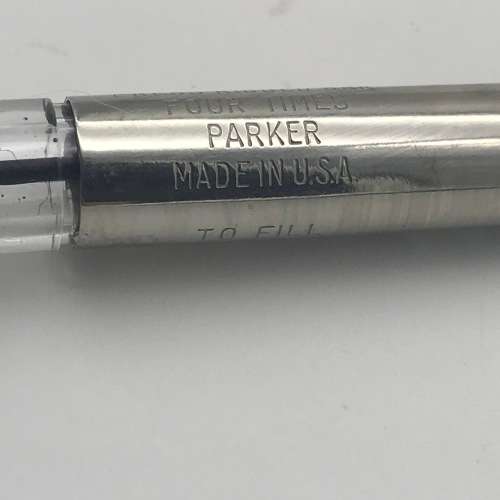 FOUR TIMES
PARKER
MADE IN U.S.A.
TO FILL